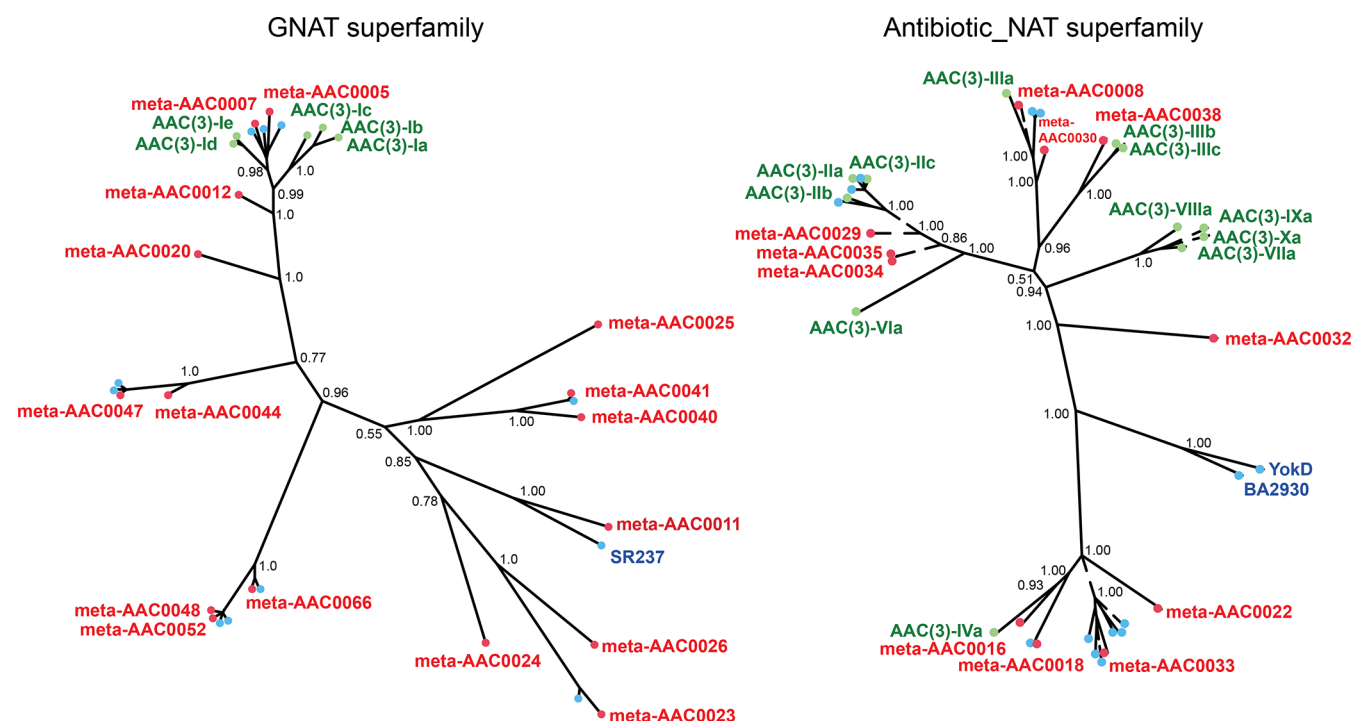 GNAT superfamily
meta-AAC0005
meta-AAC0007
AAC(3)-Ic
AAC(3)-Ie
AAC(3)-Ib
AAC(3)-Id
AAC(3)-Ia
0.98
1.0
meta-AAC0012
0.99
1.0
meta-AAC0020
1.0
meta-AAC0025
0.77
1.0
meta-AAC0041
0.96
meta-AAC0047
meta-AAC0044
meta-AAC0040
1.00
0.55
1.00
0.85
1.00
0.78
meta-AAC0011
SR237
1.0
1.0
meta-AAC0066
meta-AAC0048
meta-AAC0052
meta-AAC0026
meta-AAC0024
meta-AAC0023
Antibiotic_NAT superfamily
AAC(3)-IIIa
meta-AAC0008
meta-AAC0038
meta-
AAC0030
AAC(3)-IIIb
AAC(3)-IIIc
1.00
1.00
1.00
AAC(3)-IIa
AAC(3)-IIc
AAC(3)-IIb
1.00
AAC(3)-VIIIa
AAC(3)-IXa
AAC(3)-Xa
AAC(3)-VIIa
1.00
meta-AAC0029
0.86
meta-AAC0035
1.00
meta-AAC0034
0.96
1.0
0.51
0.94
AAC(3)-VIa
1.00
meta-AAC0032
1.00
1.00
YokD
BA2930
1.00
1.00
0.93
1.00
meta-AAC0022
AAC(3)-IVa
meta-AAC0016
meta-AAC0018
meta-AAC0033